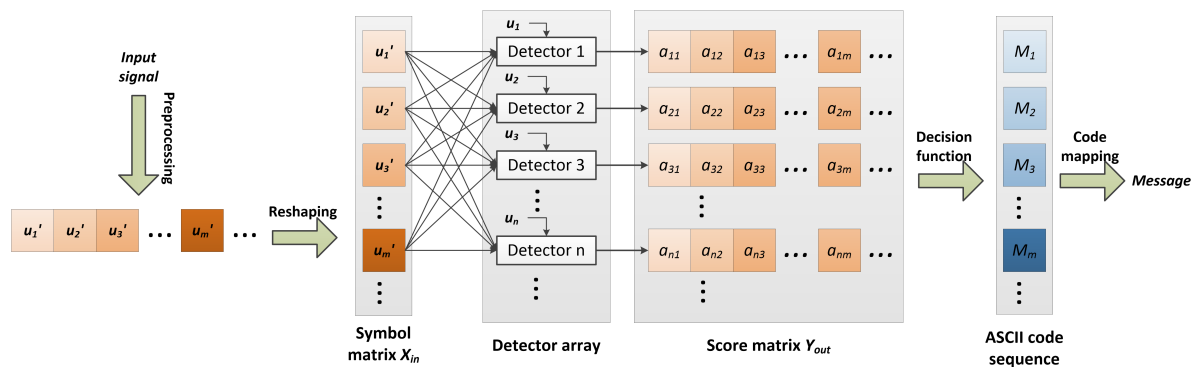 Input
signal
Preprocessing
u1' u2' u3' ... um' ...
Reshaping
u1'
u2'
u3'
...
um'
...
Symbol
matrix Xin
u1
Detector 1
u2
Detector 2
u3
Detector 3
...
un
Detector n
...
Detector array
a11 a12 a13 ... a1m ...
a21 a22 a23 ... a2m ...
a31 a32 a33 ... a3m ...
...
an1 an2 an3 ... anm ...
...
Score matrix Yout
Decision
function
M1
M2
M3
...
Mm
...
ASCII code
sequence
Code
mapping
Message